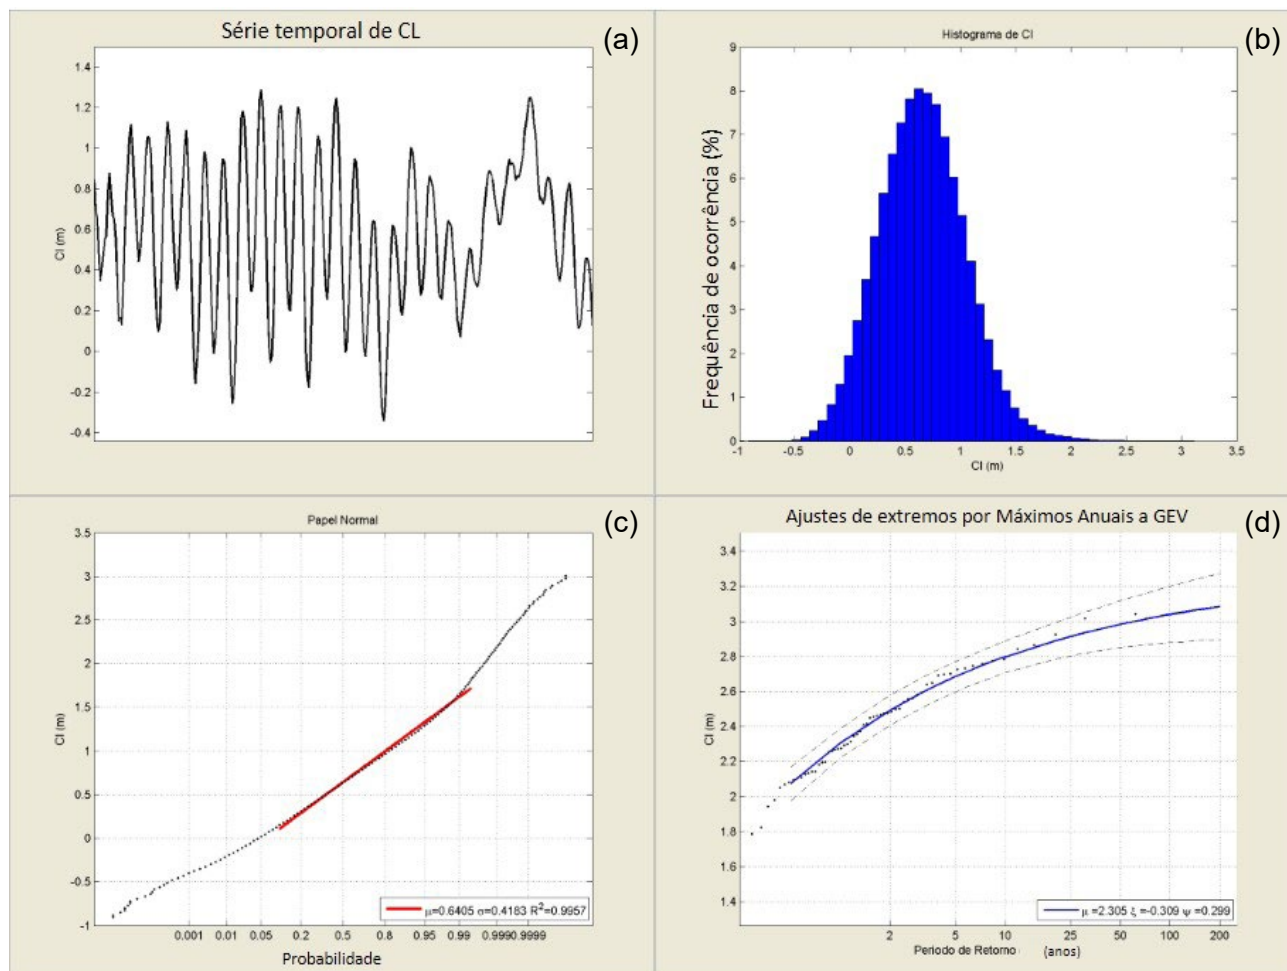 Série temporal de CL
(a)
1.4
1.2
1
0.8
0.6
0.4
0.2
0
-0.2
-0.4
Cl (m)
Histograma de Cl
(b)
9
8
7
6
5
4
3
2
1
0
Frequência de ocorrência (%)
-1 -0.5 0 0.5 1 1.5 2 2.5 3 3.5
Cl (m)
Papel Normal
(c)
3.5
3
2.5
2
1.5
1
0.5
0
-0.5
-1
Cl (m)
μ=0.6405 σ=0.4183 R²=0.9957
0.001 0.01 0.05 0.2 0.5 0.8 0.95 0.99 0.9990.9999
Probabilidade
Ajustes de extremos por Máximos Anuais a GEV
(d)
3.4
3.2
3
2.8
2.6
2.4
2.2
2
1.8
1.6
1.4
Cl (m)
μ =2.305 ξ =-0.309 ψ =0.299
2 5 10 25 50 100 200
Periodo de Retorno (anos)